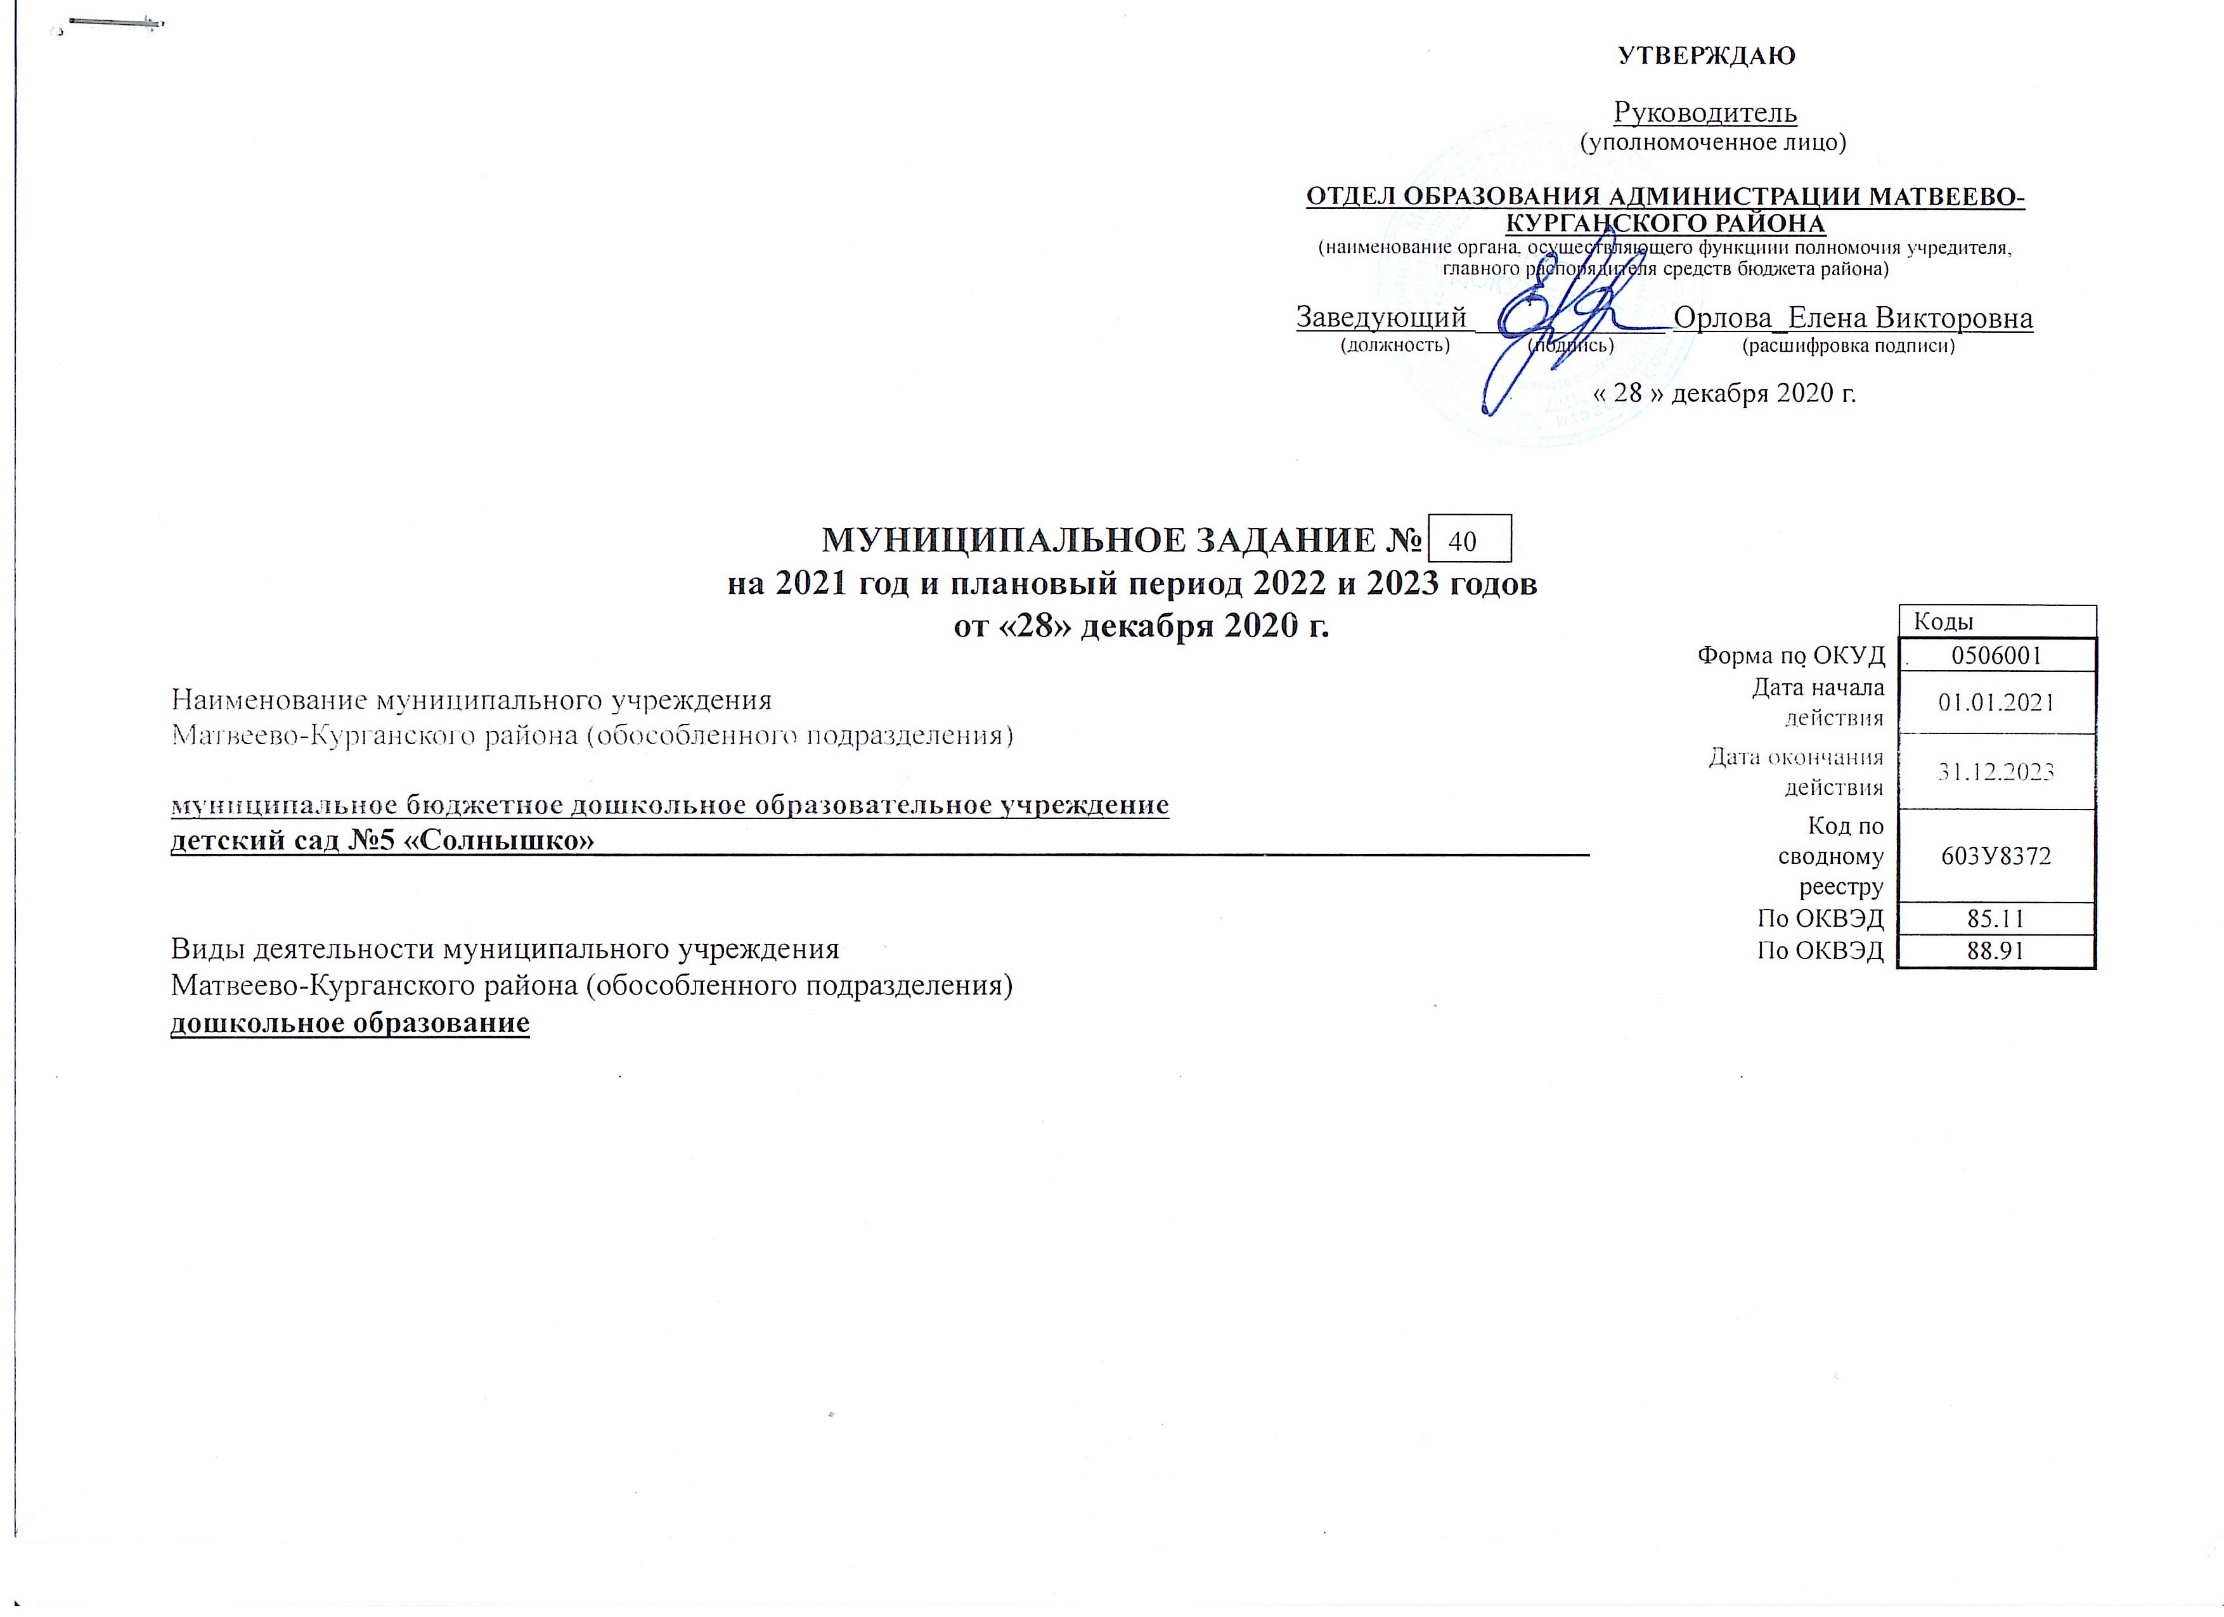 УТВЕРЖДАЮ
Руководитель
(уполномоченное лицо)
ОТДЕЛ ОБРАЗОВАНИЯ АДМИНИСТРАЦИИ МАТВЕЕВО-
КУРГАНСКОГО РАЙОНА
(наименование органа, осуществляющего функциии полномочия учредителя,
главного распорядителя средств бюджета района)
Заведующий ____________ Орлова_Елена Викторовна
(должность) (подпись) (расшифровка подписи)
« 28 » декабря 2020 г.
МУНИЦИПАЛЬНОЕ ЗАДАНИЕ № 40
на 2021 год и плановый период 2022 и 2023 годов
от «28» декабря 2020 г.
Наименование муниципального учреждения
Матвеево-Курганского района (обособленного подразделения)
муниципальное бюджетное дошкольное образовательное учреждение
детский сад №5 «Солнышко»
Виды деятельности муниципального учреждения
Матвеево-Курганского района (обособленного подразделения)
дошкольное образование
Коды
Форма по ОКУД 0506001
Дата начала
действия 01.01.2021
Дата окончания
действия 31.12.2023
Код по
сводному 603У8372
реестру
По ОКВЭД 85.11
По ОКВЭД 88.91